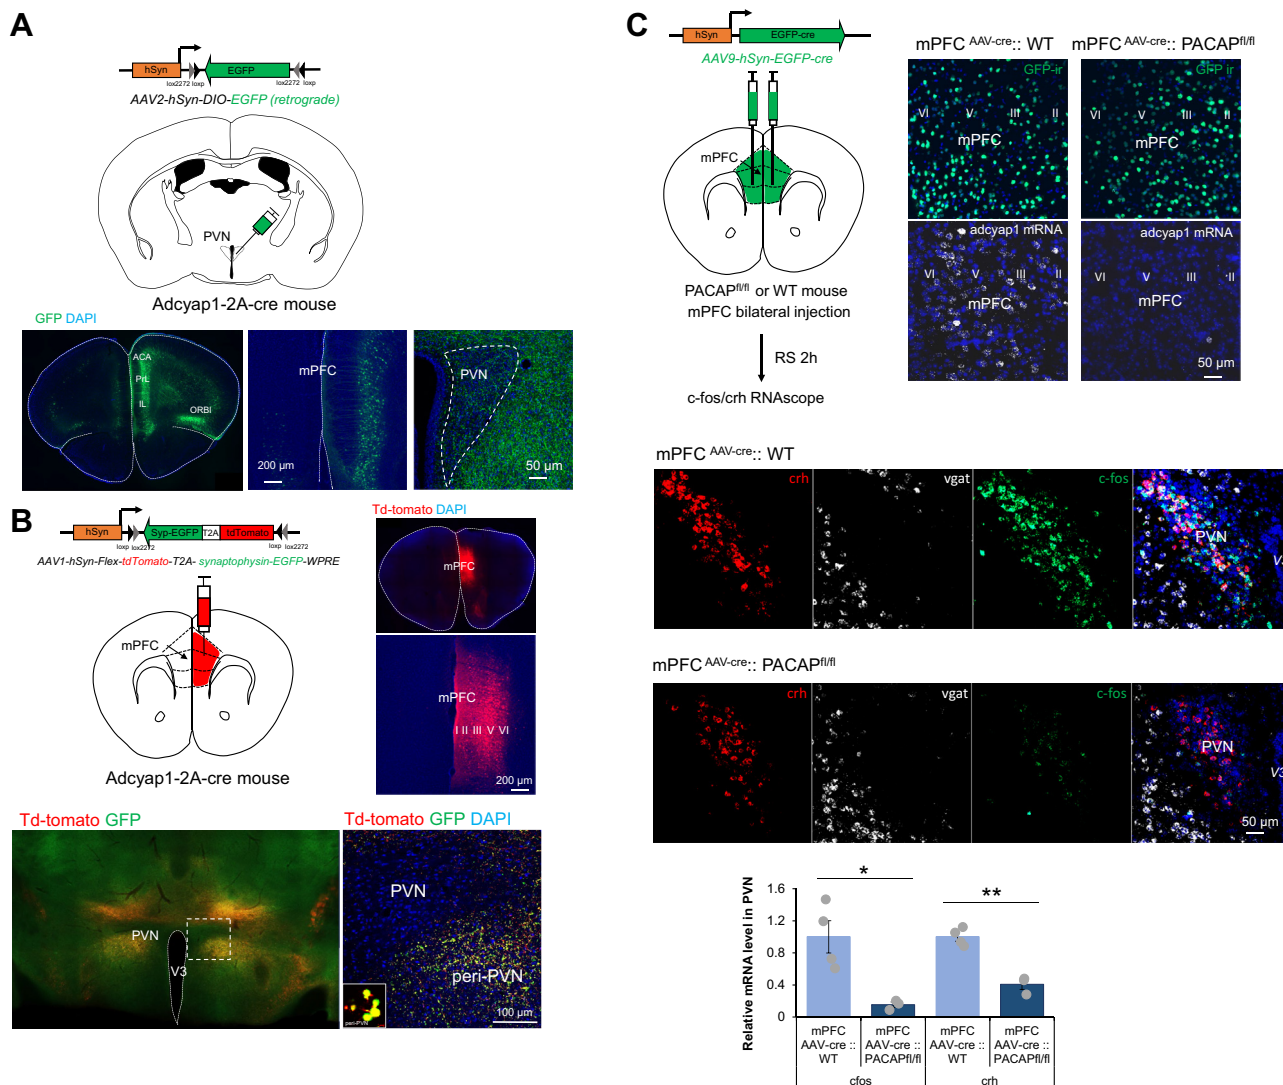 A
hSyn
EGFP
lox2272 loxp
lox2272 loxp
AAV2-hSyn-DIO-EGFP (retrograde)
PVN
Adcyap1-2A-cre mouse
GFP DAPI
ACA
PrL
IL
ORBl
mPFC
200 µm
PVN
50 µm
B
hSyn
Syp-EGFP
T2A
tdTomato
loxp
lox2272
loxp
lox2272
AAV1-hSyn-Flex-tdTomato-T2A- synaptophysin-EGFP-WPRE
mPFC
Adcyap1-2A-cre mouse
Td-tomato DAPI
mPFC
mPFC
I II III V VI
200 µm
Td-tomato GFP
PVN
V3
Td-tomato GFP DAPI
PVN
peri-PVN
peri-PVN
100 µm
C
hSyn
EGFP-cre
AAV9-hSyn-EGFP-cre
mPFC
PACAPfl/fl or WT mouse
mPFC bilateral injection
RS 2h
c-fos/crh RNAscope
mPFC AAV-cre:: WT
mPFC AAV-cre:: PACAPfl/fl
GFP-ir
VI V III II
mPFC
GFP ir
VI V III II
mPFC
adcyap1 mRNA
VI V III II
mPFC
adcyap1 mRNA
VI V III II
mPFC
50 µm
mPFC AAV-cre:: WT
crh
vgat
c-fos
PVN
V3
mPFC AAV-cre:: PACAPfl/fl
crh
vgat
c-fos
PVN
V3
50 µm
Relative mRNA level in PVN
1.6
1.2
0.8
0.4
0
*
**
mPFC
AAV-cre ::
WT
mPFC
AAV-cre ::
PACAPfl/fl
mPFC
AAV-cre ::
WT
mPFC
AAV-cre ::
PACAPfl/fl
cfos
crh